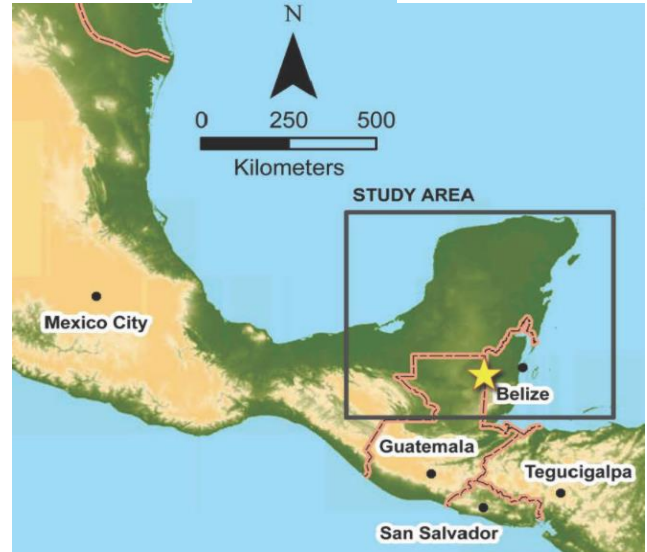 N
0 250 500
Kilometers
STUDY AREA
Mexico City
Belize
Guatemala
Tegucigalpa
San Salvador